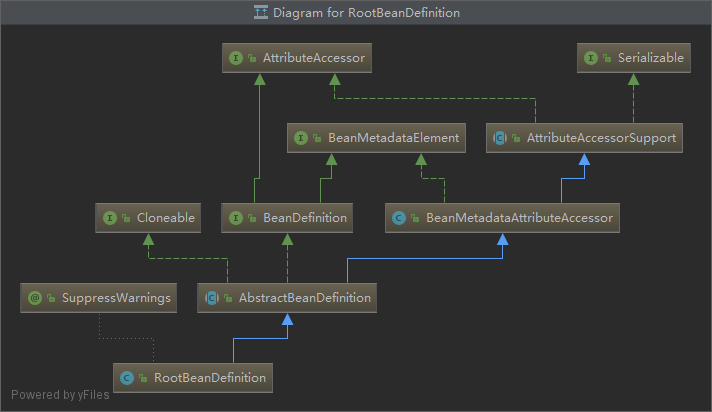 Diagram for RootBeanDefinition
AttributeAccessor
Serializable
BeanMetadataElement
AttributeAccessorSupport
Cloneable
BeanDefinition
BeanMetadataAttributeAccessor
SuppressWarnings
AbstractBeanDefinition
RootBeanDefinition
Powered by yFiles